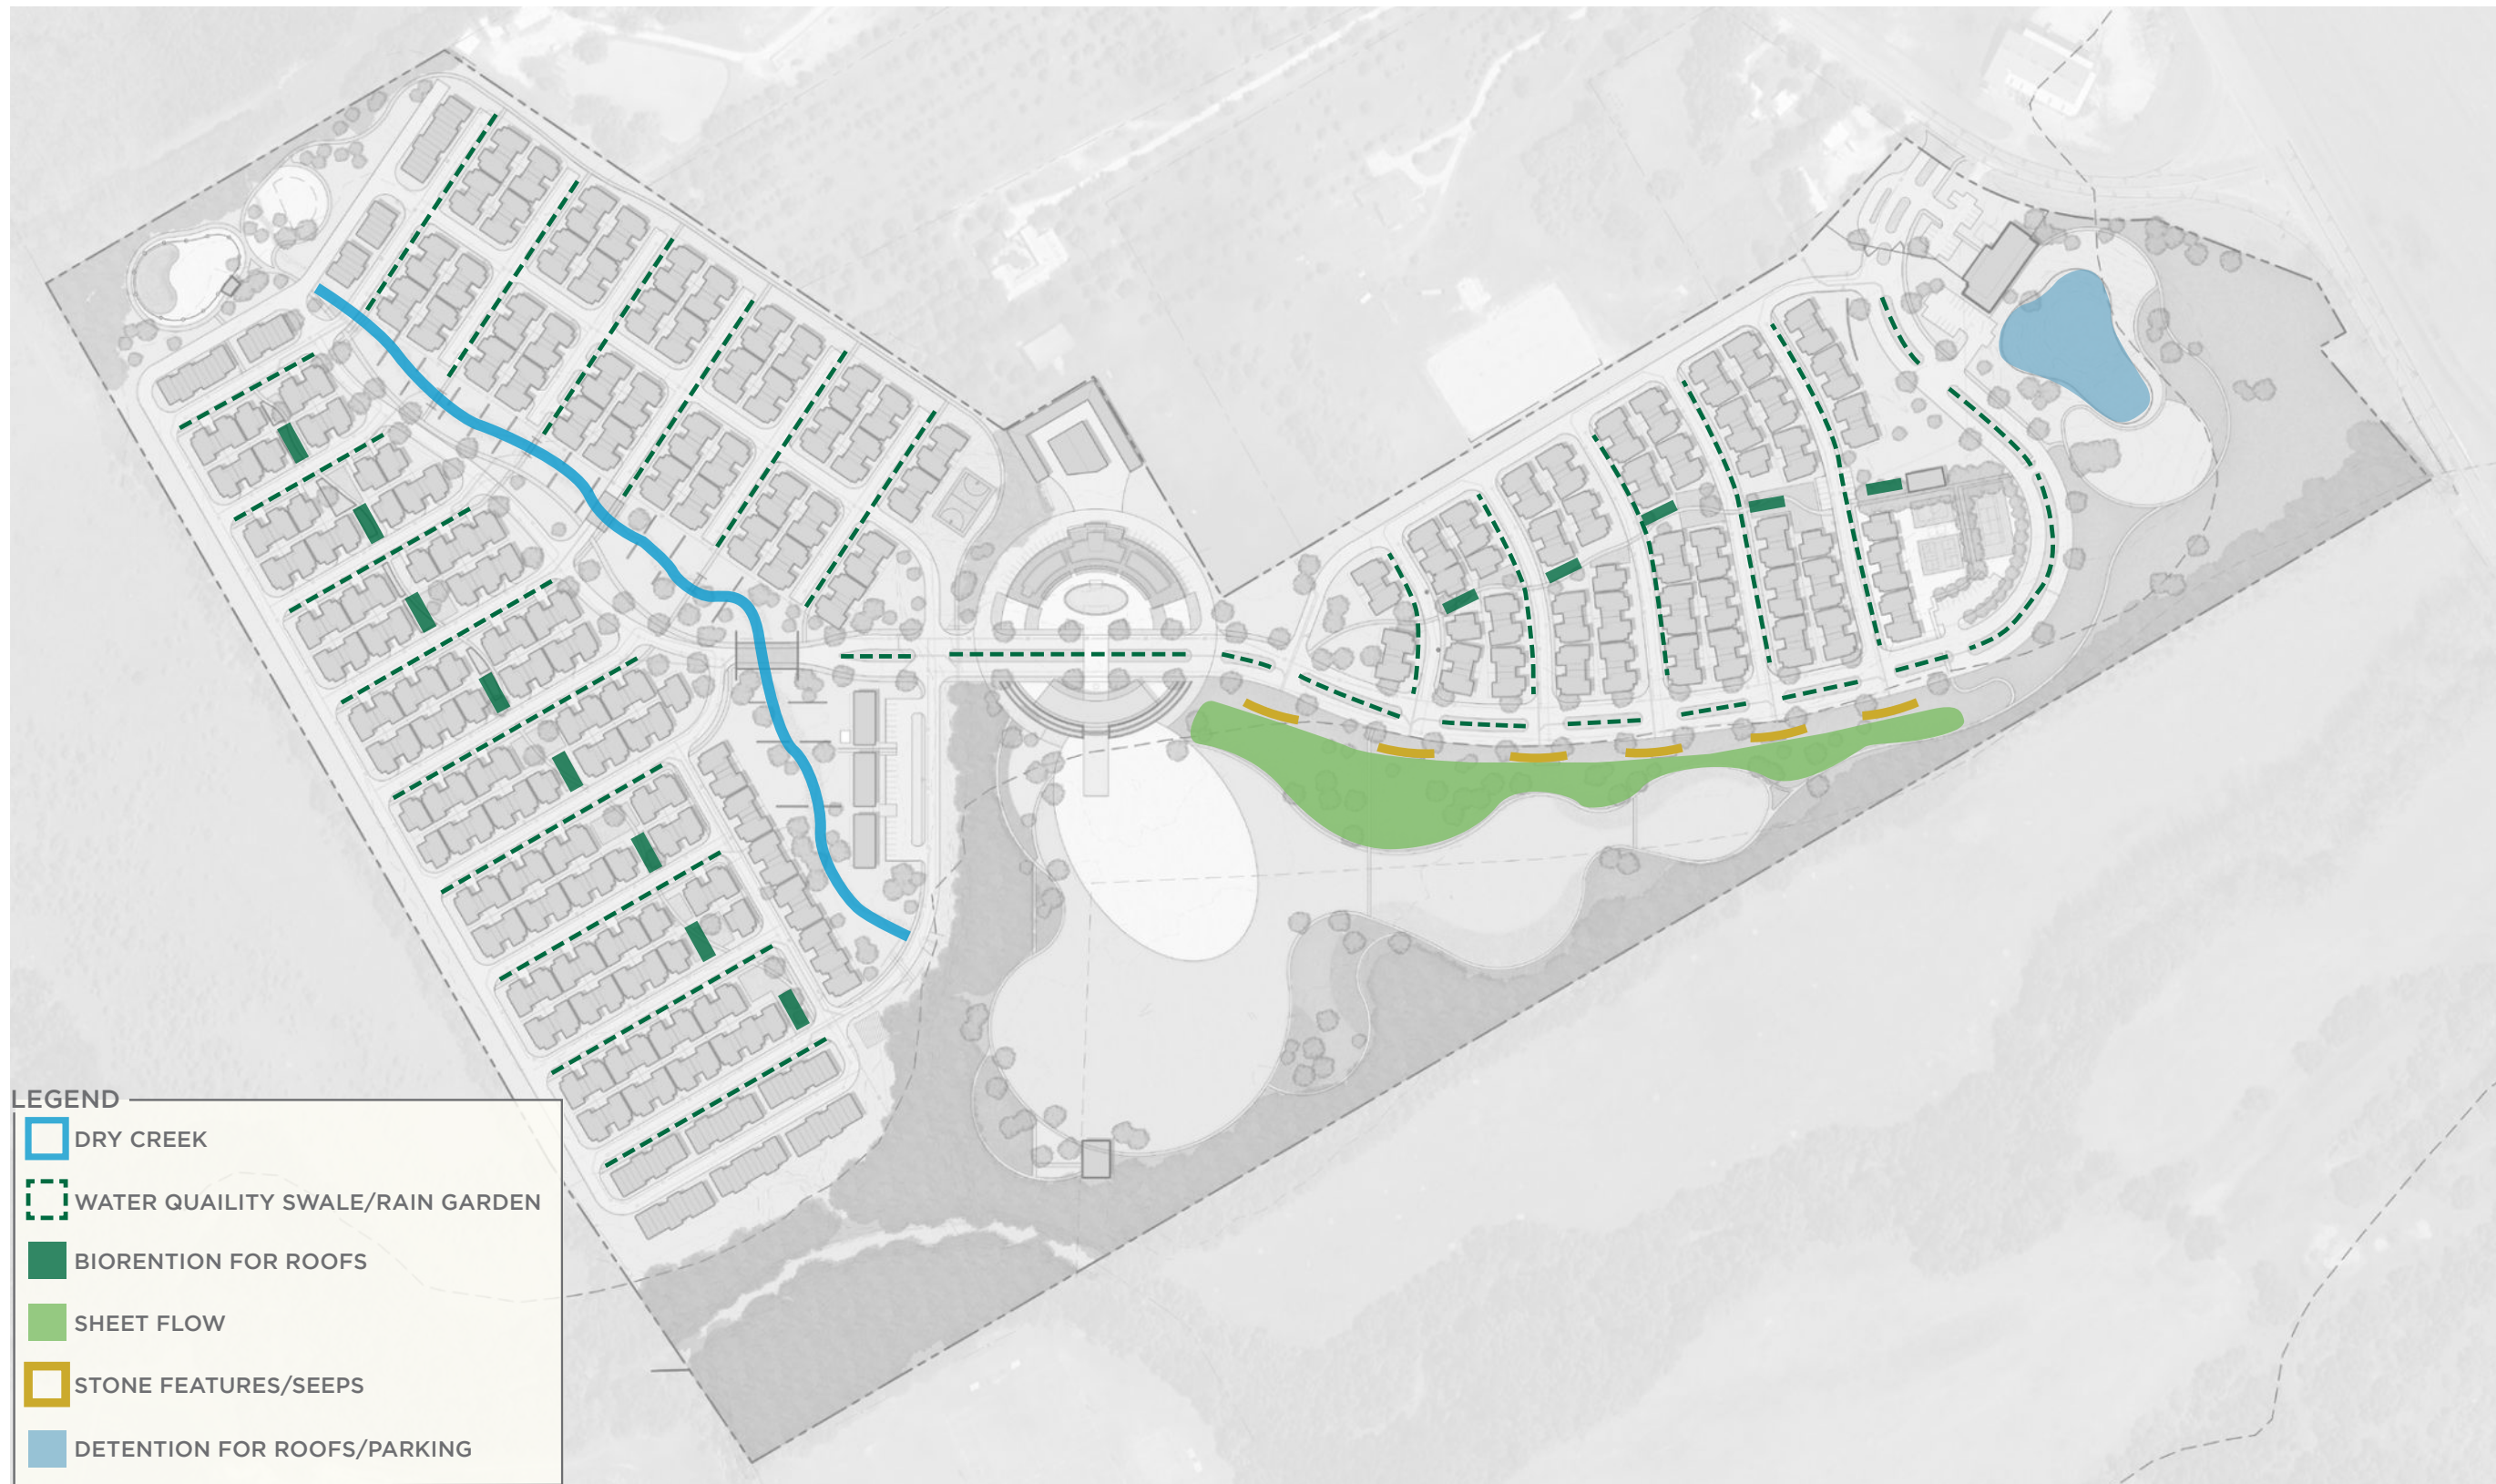 LEGEND
DRY CREEK
WATER QUAILITY SWALE/RAIN GARDEN
BIORENTION FOR ROOFS
SHEET FLOW
STONE FEATURES/SEEPS
DETENTION FOR ROOFS/PARKING